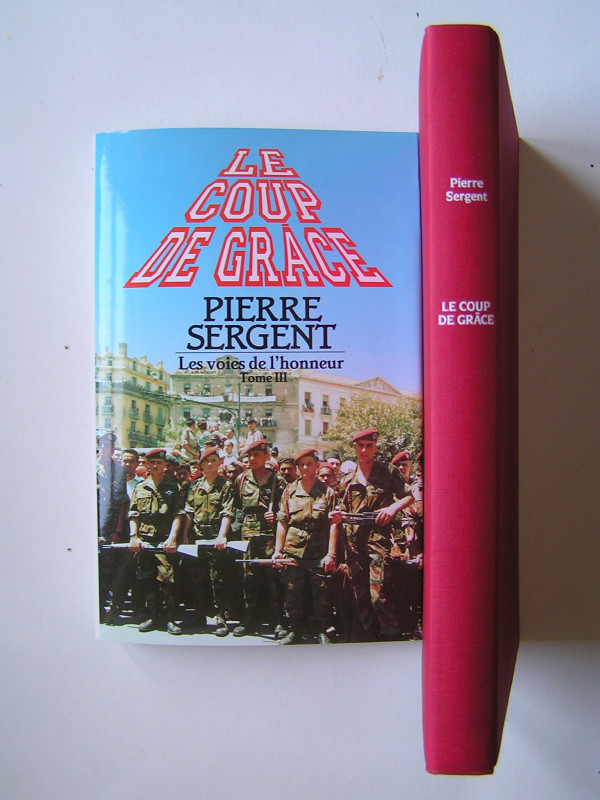 LE
COUP
DE GRÂCE
PIERRE
SERGENT
Les voies de l'honneur
Tome III
Pierre
Sergent
LE COUP
DE GRÂCE